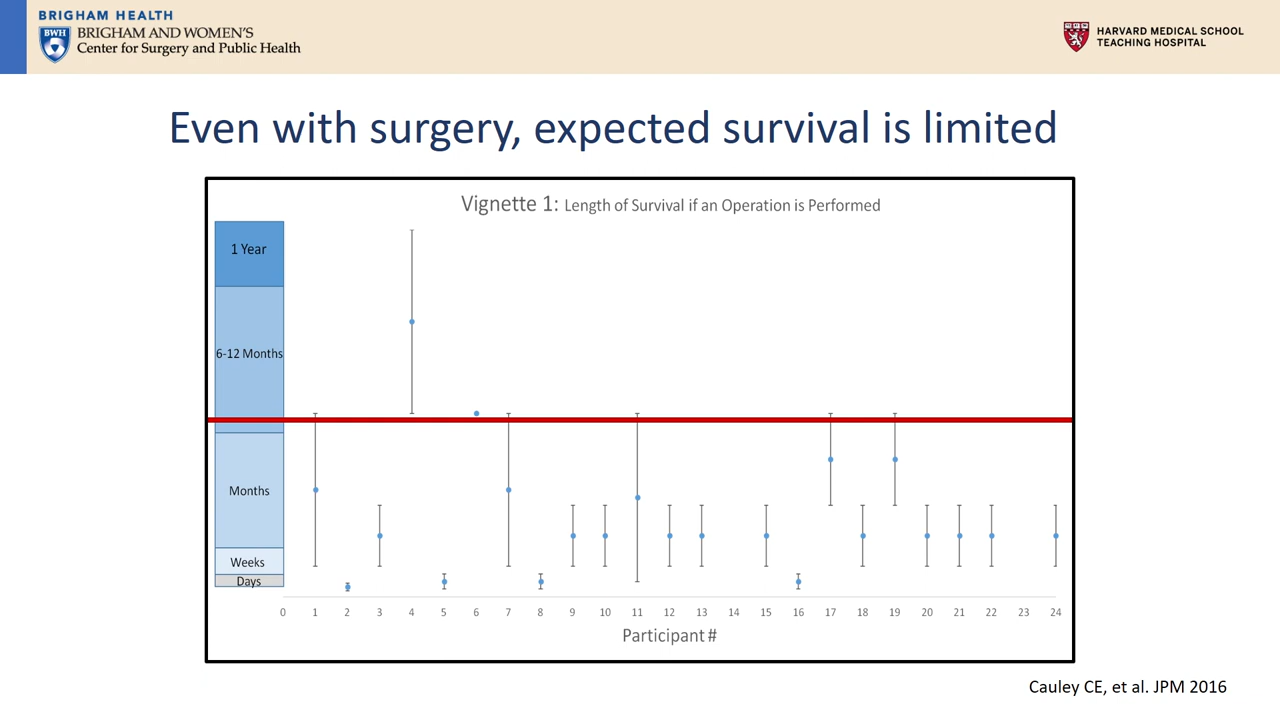 BRIGHAM HEALTH
BWH
BRIGHAM AND WOMEN'S
Center for Surgery and Public Health
HARVARD MEDICAL SCHOOL
TEACHING HOSPITAL
Even with surgery, expected survival is limited
Vignette 1: Length of Survival if an Operation is Performed
1 Year
6-12 Months
Months
Weeks
Days
0 1 2 3 4 5 6 7 8 9 10 11 12 13 14 15 16 17 18 19 20 21 22 23 24
Participant #
Cauley CE, et al. JPM 2016